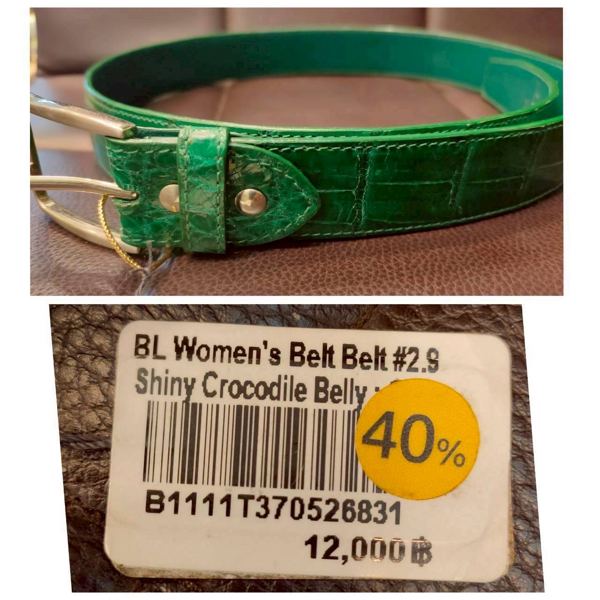 BL Women's Belt Belt #2.9
Shiny Crocodile Belly
40%
B1111T370526831
12,000฿